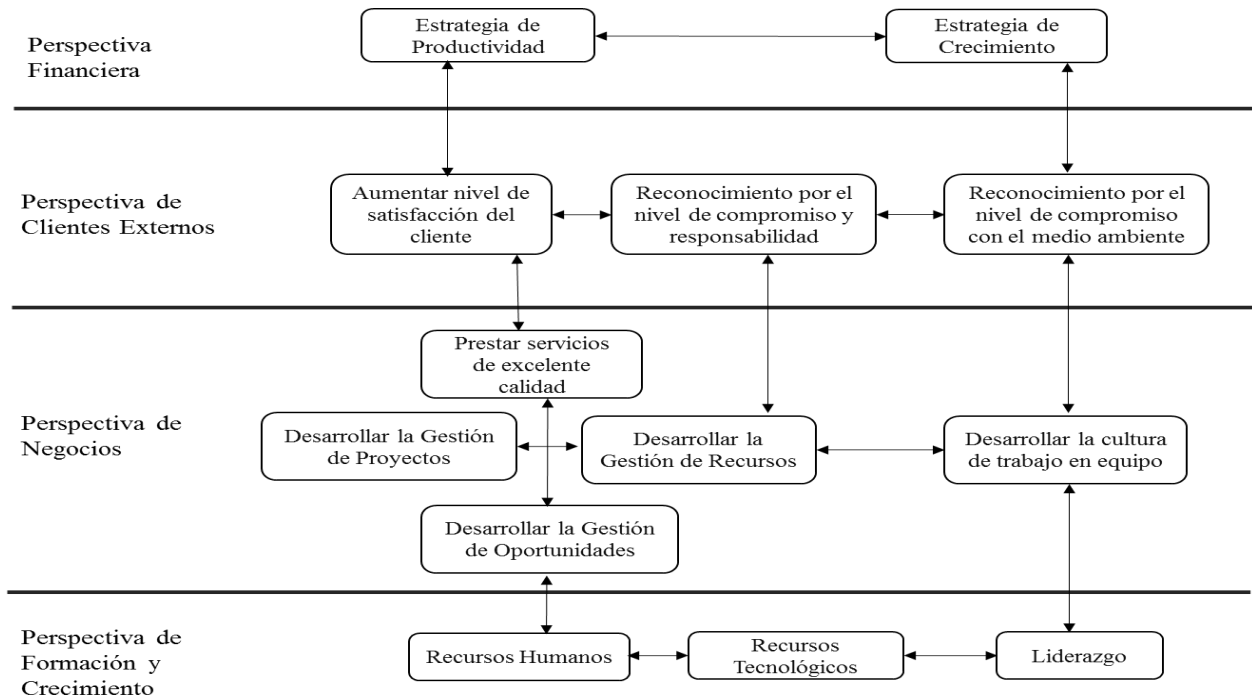 Perspectiva
Financiera
Estrategia de
Productividad
Estrategia de
Crecimiento
Perspectiva de
Clientes Externos
Aumentar nivel de
satisfacción del
cliente
Reconocimiento por el
nivel de compromiso y
responsabilidad
Reconocimiento por el
nivel de compromiso
con el medio ambiente
Perspectiva de
Negocios
Prestar servicios
de excelente
calidad
Desarrollar la Gestión
de Proyectos
Desarrollar la
Gestión de Recursos
Desarrollar la cultura
de trabajo en equipo
Desarrollar la Gestión
de Oportunidades
Perspectiva de
Formación y
Crecimiento
Recursos Humanos
Recursos
Tecnológicos
Liderazgo